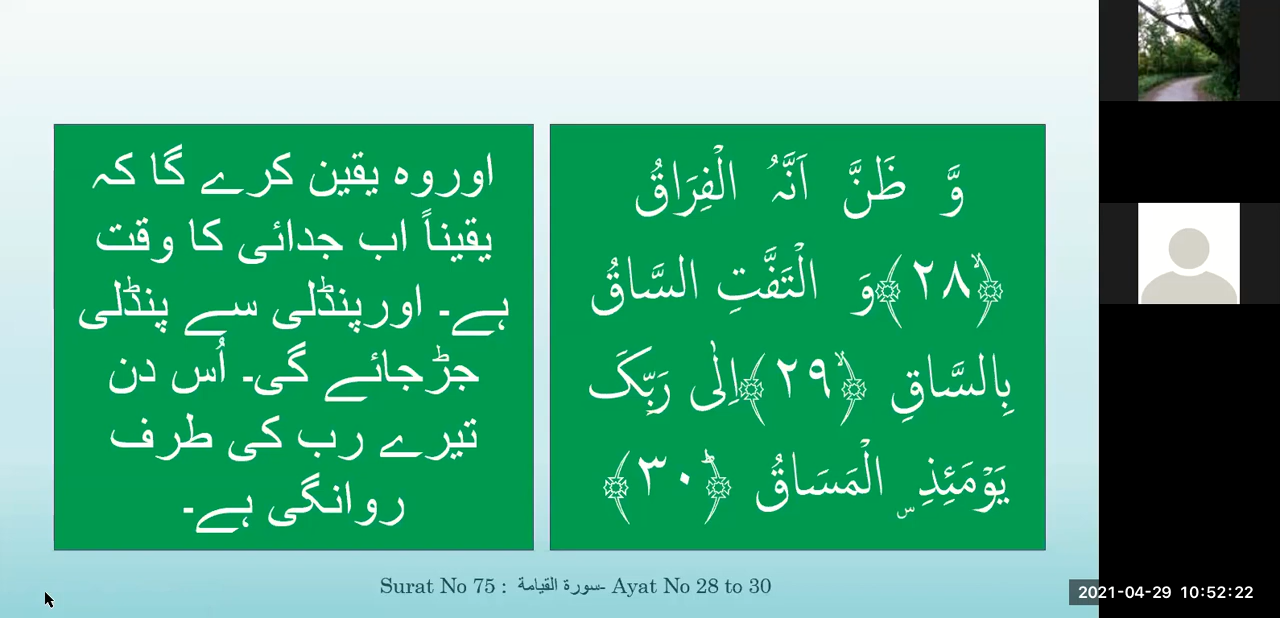 وَّ ظَنَّ اَنَّہُ الۡفِرَاقُ
﴿ۙ۲۸﴾وَ الۡتَفَّتِ السَّاقُ
بِالسَّاقِ ﴿ۙ۲۹﴾اِلٰی رَبِّکَ
یَوۡمَئِذِۣ الۡمَسَاقُ ﴿ؕ۳۰﴾
اوروہ یقین کرے گا کہ
یقیناً اب جدائی کا وقت
ہے۔ اورپنڈلی سے پنڈلی
جڑجائے گی۔ اُس دن
تیرے رب کی طرف
روانگی ہے۔
Surat No 75 : سورۃ القیامۃ- Ayat No 28 to 30
2021-04-29 10:52:22